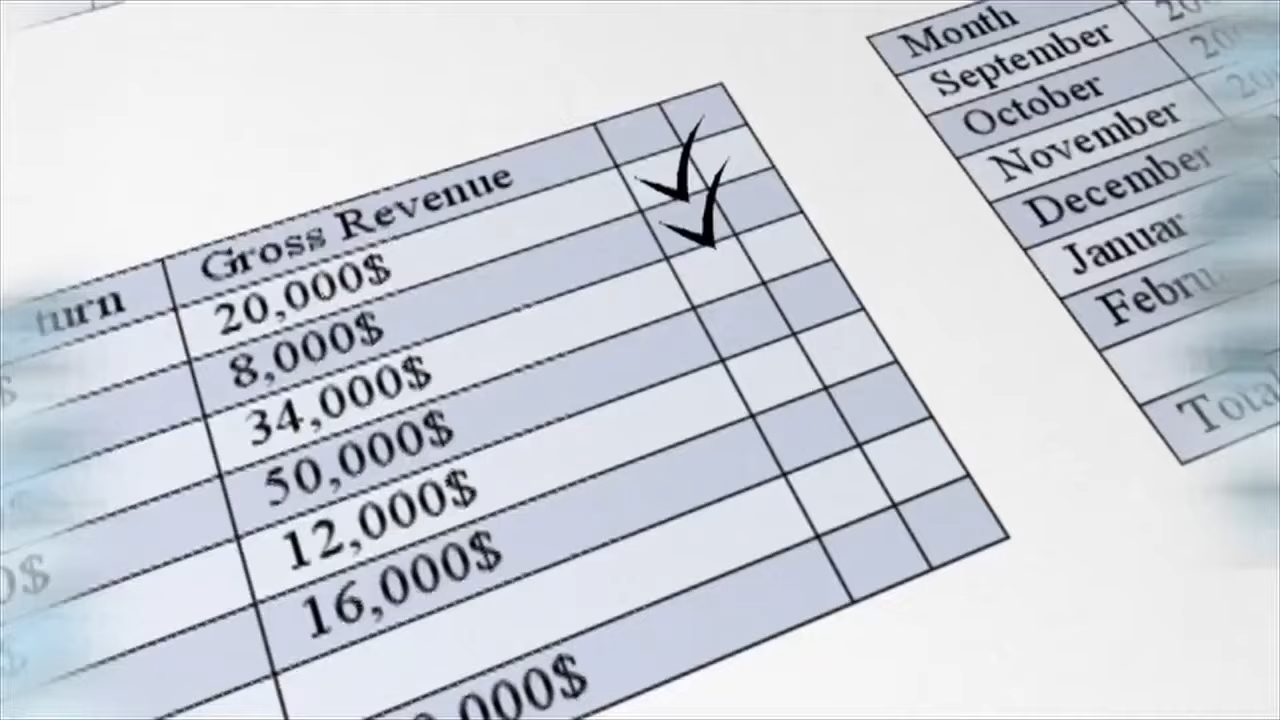 Gross Revenue
20,000$
8,000$
34,000$
50,000$
12,000$
16,000$
Month
September
October
November
December